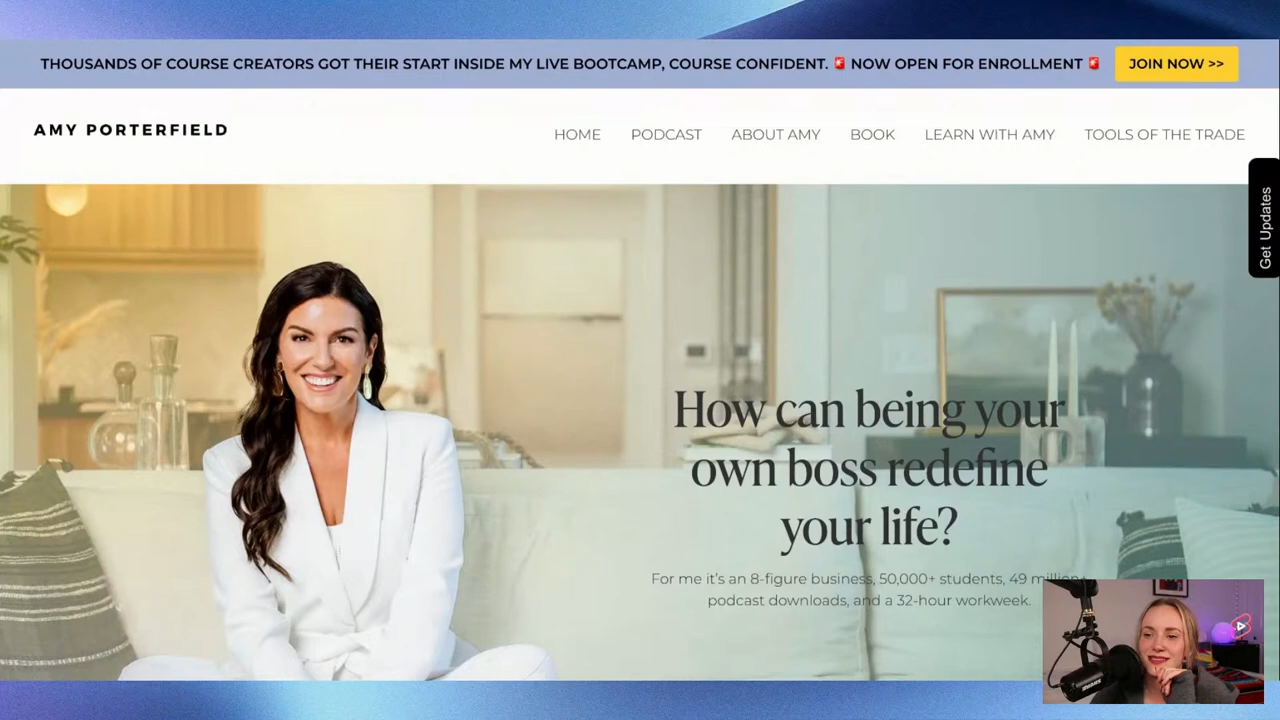 THOUSANDS OF COURSE CREATORS GOT THEIR START INSIDE MY LIVE BOOTCAMP, COURSE CONFIDENT. 🚨 NOW OPEN FOR ENROLLMENT 🚨 JOIN NOW >>
AMY PORTERFIELD
HOME PODCAST ABOUT AMY BOOK LEARN WITH AMY TOOLS OF THE TRADE
Get Updates
How can being your
own boss redefine
your life?
For me it's an 8-figure business, 50,000+ students, 49 million+
podcast downloads, and a 32-hour workweek.
SHURE